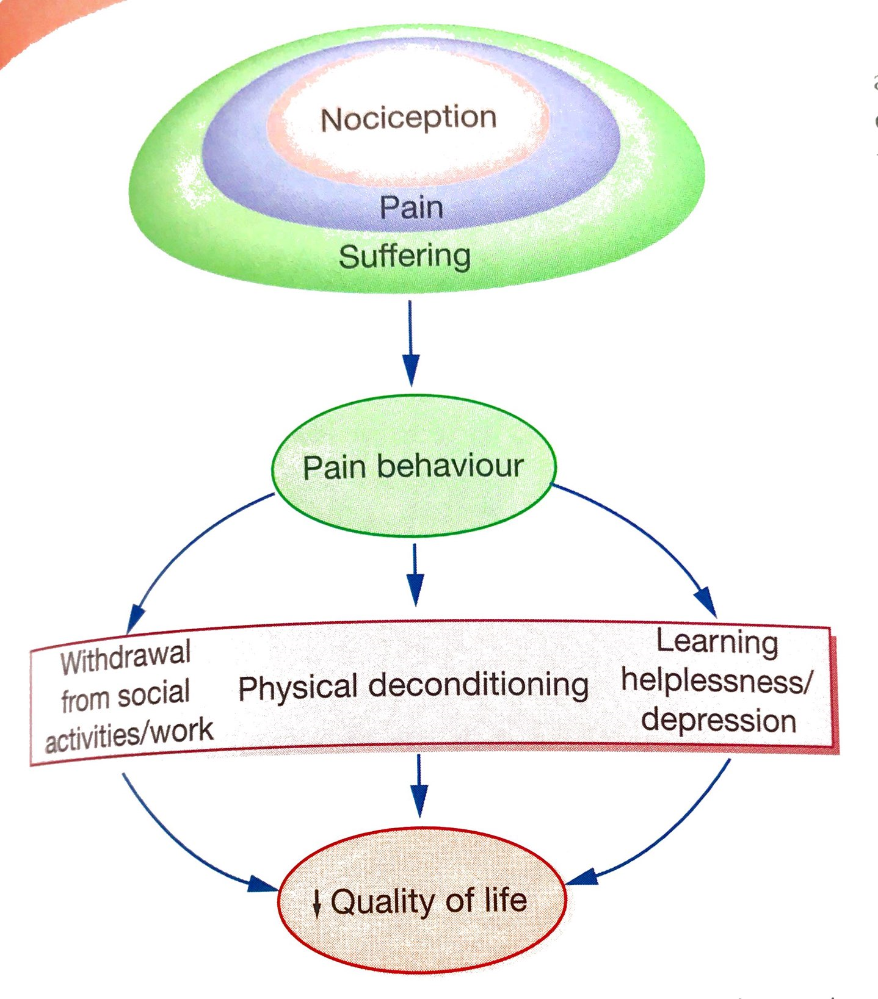 Nociception
Pain
Suffering
Pain behaviour
Withdrawal
from social
activities/work
Physical deconditioning
Learning
helplessness/
depression
↓ Quality of life